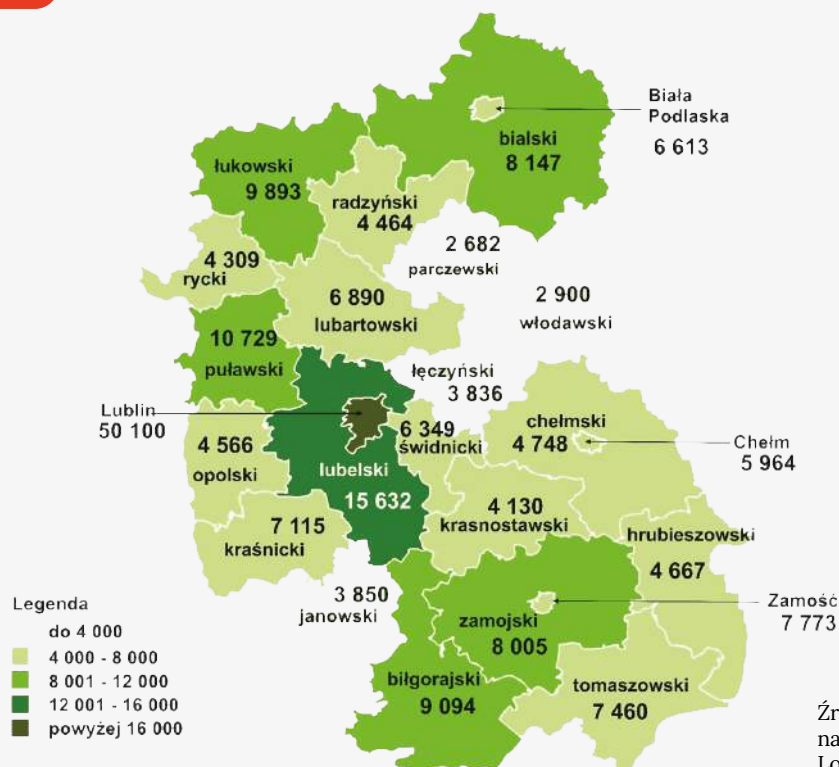 Biała
Podlaska
6 613
bialski
8 147
łukowski
9 893
radzyński
4 464
2 682
parczewski
4 309
rycki
2 900
włodawski
6 890
lubartowski
10 729
puławski
łęczyński
3 836
Lublin
50 100
6 349
świdnicki
chełmski
4 748
Chełm
5 964
4 566
opolski
lubelski
15 632
4 130
krasnostawski
7 115
kraśnicki
hrubieszowski
4 667
3 850
janowski
Zamość
7 773
zamojski
8 005
biłgorajski
9 094
tomaszowski
7 460
Legenda
do 4 000
4 000 - 8 000
8 001 - 12 000
12 001 - 16 000
powyżej 16 000
Źr
na